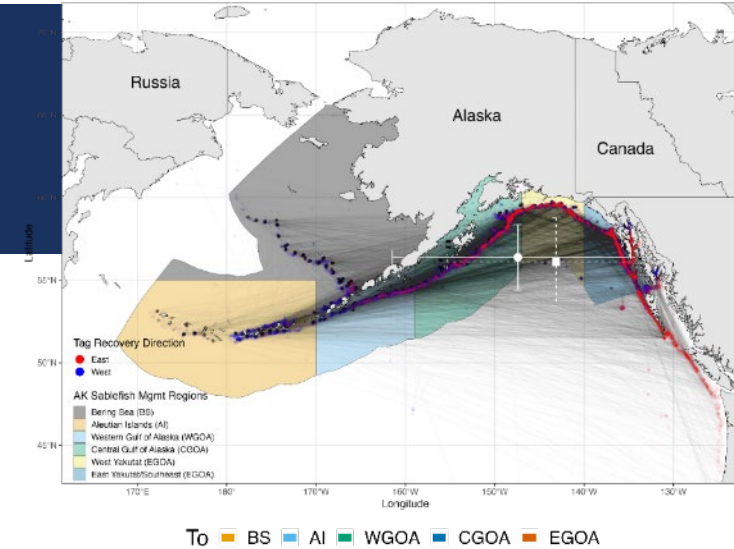 Russia
Alaska
Canada
60°N
55°N
50°N
45°N
Latitude
Tag Recovery Direction
East
West
AK Sablefish Mgmt Regions
Bering Sea (BS)
Aleutian Islands (AI)
Western Gulf of Alaska (WGOA)
Central Gulf of Alaska (CGOA)
West Yakutat (EGOA)
East Yakutat/Southeast (EGOA)
170°E
180°
170°W
160°W
150°W
140°W
130°W
Longitude
To BS AI WGOA CGOA EGOA